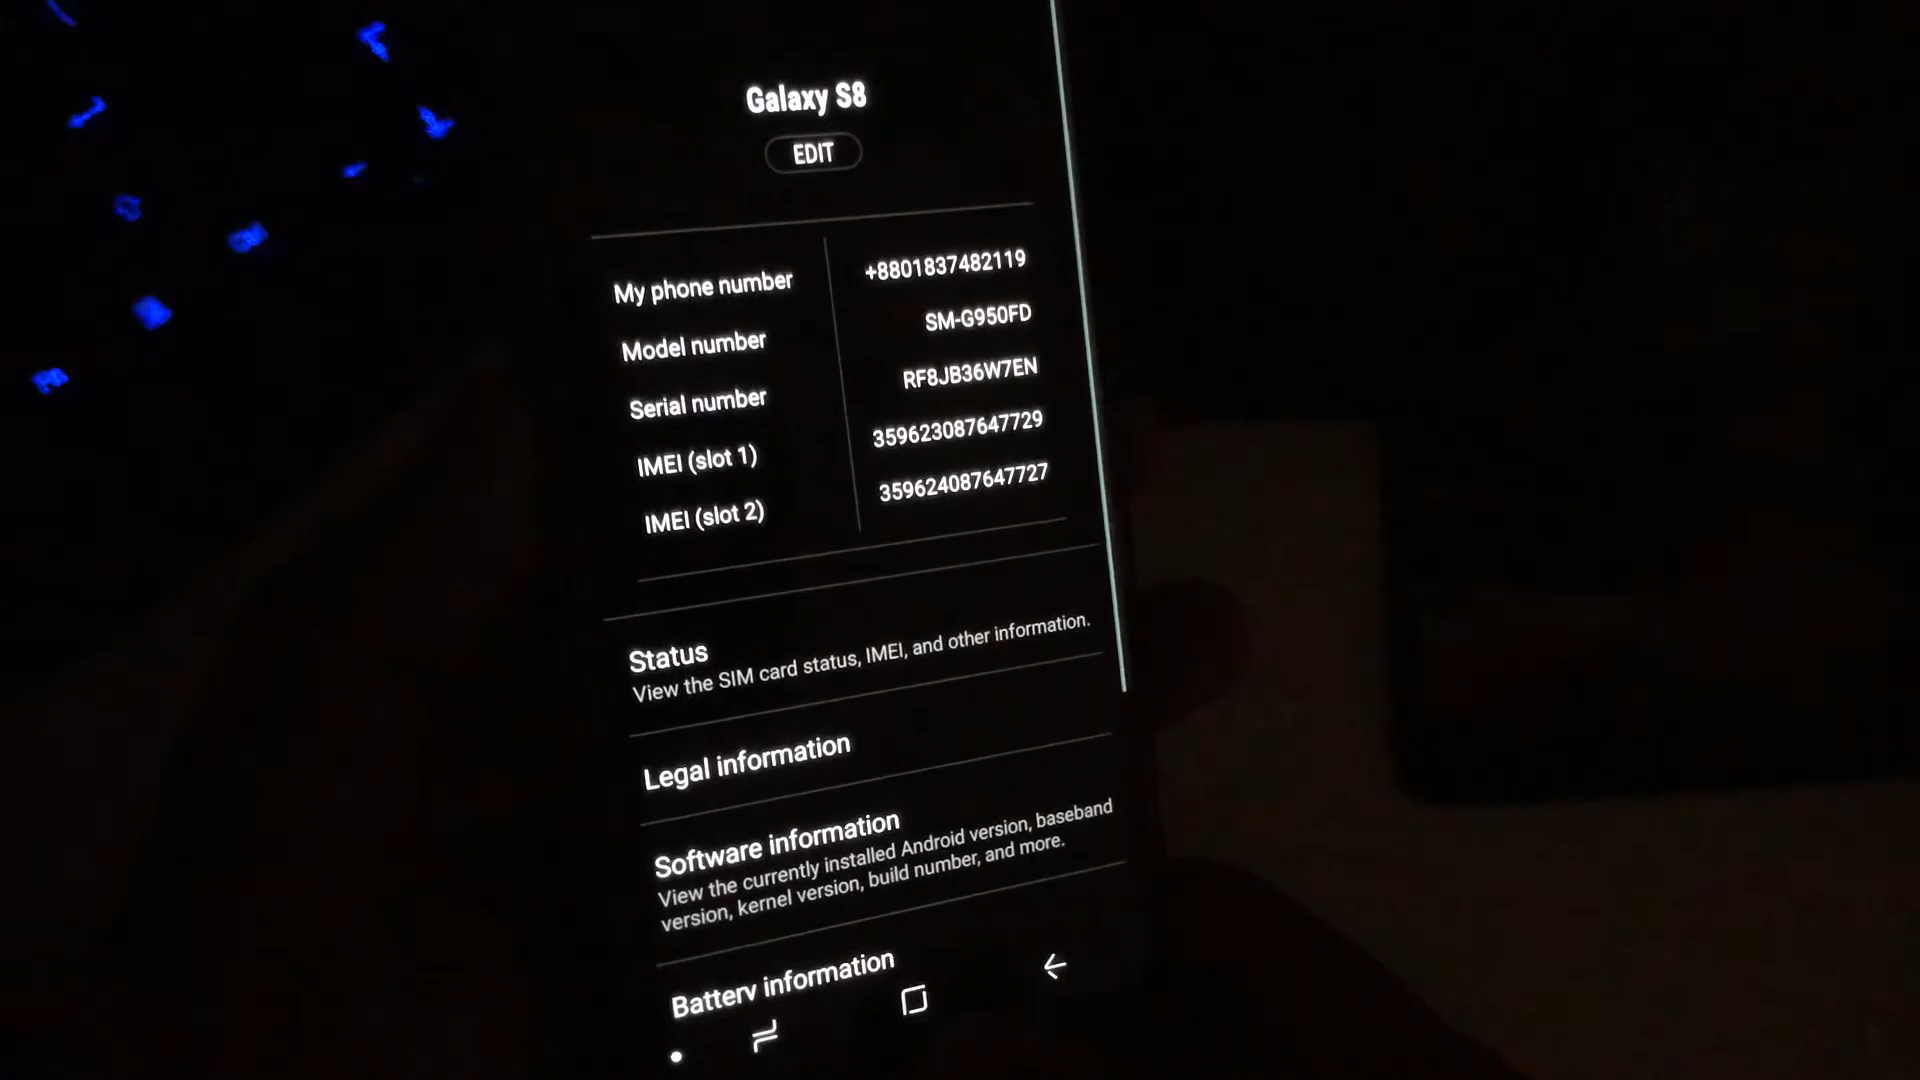 Galaxy S8
EDIT
My phone number +8801837482119
Model number SM-G950FD
Serial number RF8JB36W7EN
IMEI (slot 1) 359623087647729
IMEI (slot 2) 359624087647727
Status
View the SIM card status, IMEI, and other information.
Legal information
Software information
View the currently installed Android version, baseband
version, kernel version, build number, and more.
Battery information